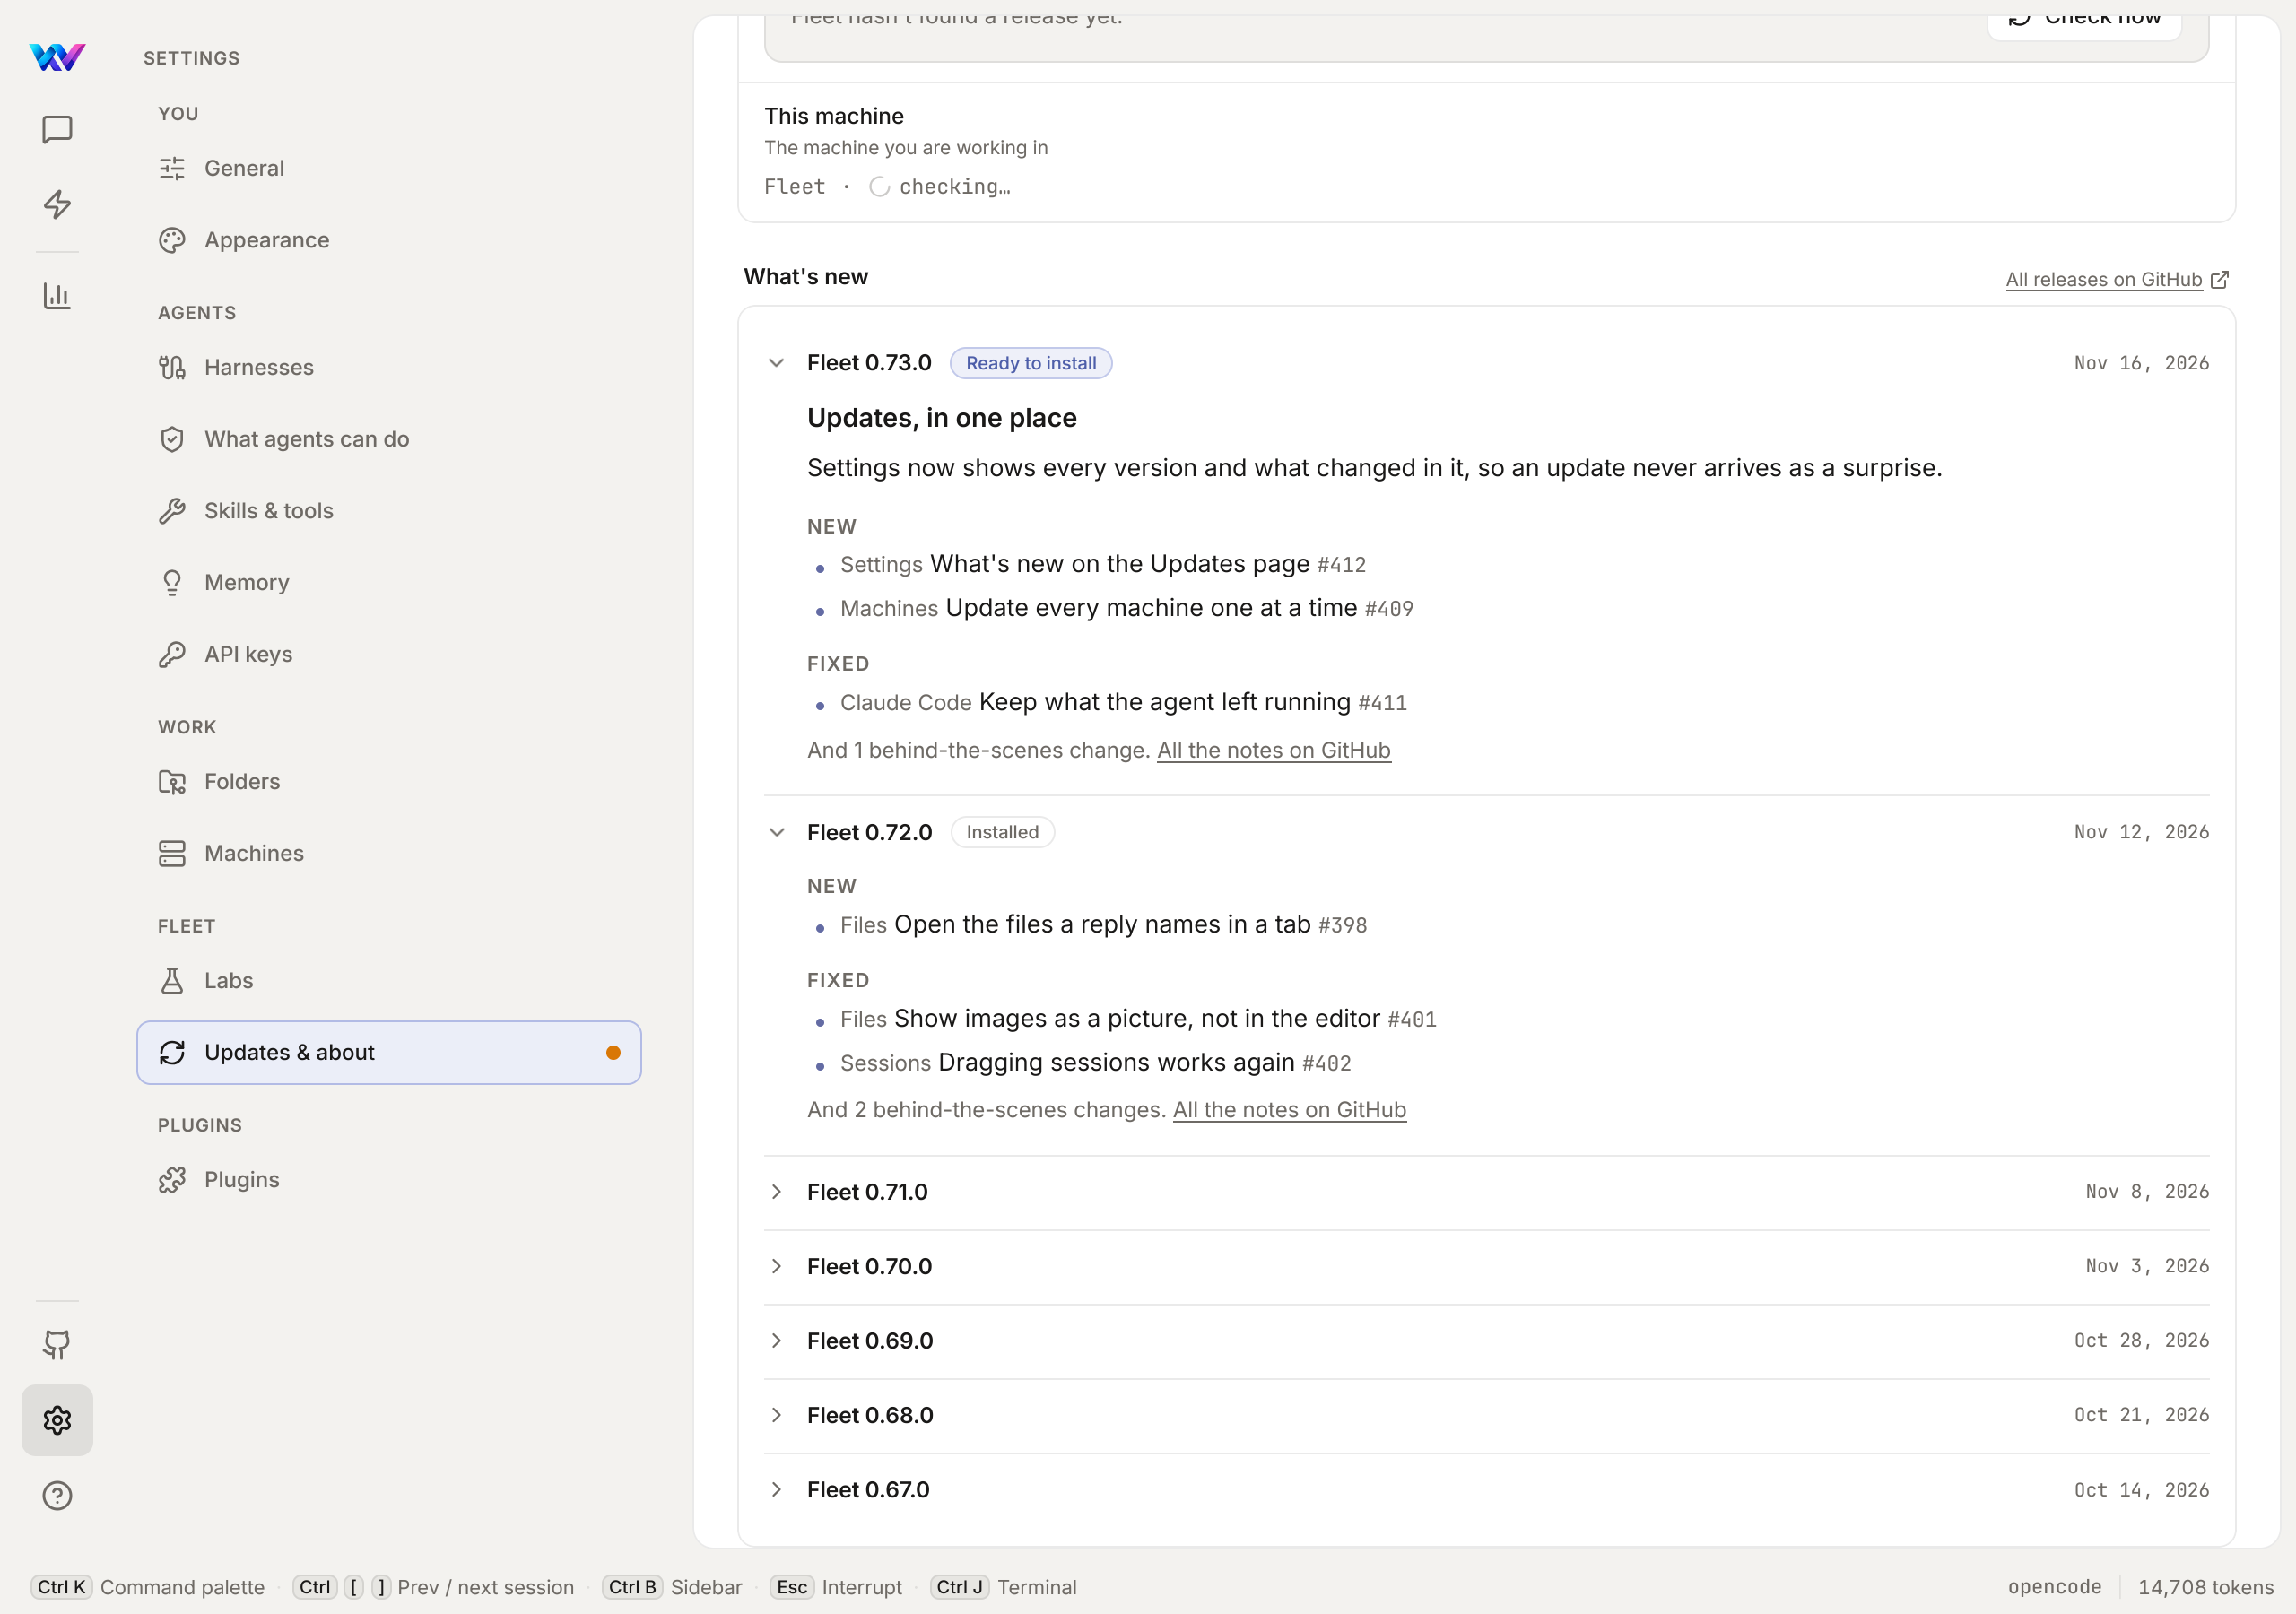 SETTINGS
YOU
General
Appearance
AGENTS
Harnesses
What agents can do
Skills & tools
Memory
API keys
WORK
Folders
Machines
FLEET
Labs
Updates & about
PLUGINS
Plugins
Fleet hasn't found a release yet.
Check now
This machine
The machine you are working in
Fleet · checking…
What's new
All releases on GitHub
Fleet 0.73.0 Ready to install Nov 16, 2026
Updates, in one place
Settings now shows every version and what changed in it, so an update never arrives as a surprise.
NEW
• Settings What's new on the Updates page #412
• Machines Update every machine one at a time #409
FIXED
• Claude Code Keep what the agent left running #411
And 1 behind-the-scenes change. All the notes on GitHub
Fleet 0.72.0 Installed Nov 12, 2026
NEW
• Files Open the files a reply names in a tab #398
FIXED
• Files Show images as a picture, not in the editor #401
• Sessions Dragging sessions works again #402
And 2 behind-the-scenes changes. All the notes on GitHub
Fleet 0.71.0 Nov 8, 2026
Fleet 0.70.0 Nov 3, 2026
Fleet 0.69.0 Oct 28, 2026
Fleet 0.68.0 Oct 21, 2026
Fleet 0.67.0 Oct 14, 2026
Ctrl K Command palette · Ctrl [ ] Prev / next session · Ctrl B Sidebar · Esc Interrupt · Ctrl J Terminal
opencode 14,708 tokens